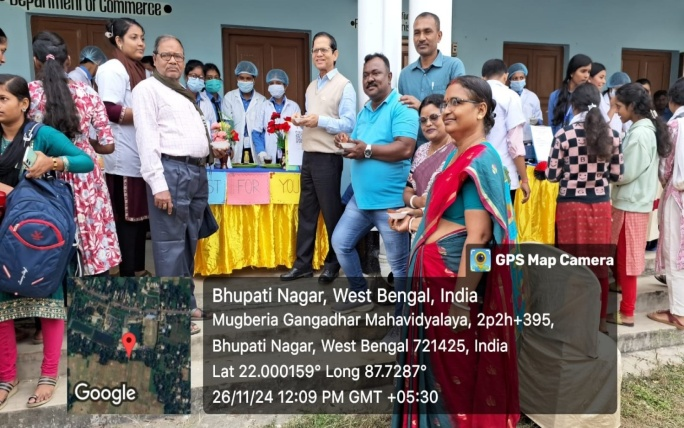 Department of Commerce
ST FOR YOU
GPS Map Camera
Bhupati Nagar, West Bengal, India
Mugberia Gangadhar Mahavidyalaya, 2p2h+395,
Bhupati Nagar, West Bengal 721425, India
Lat 22.000159° Long 87.7287°
26/11/24 12:09 PM GMT +05:30
Google